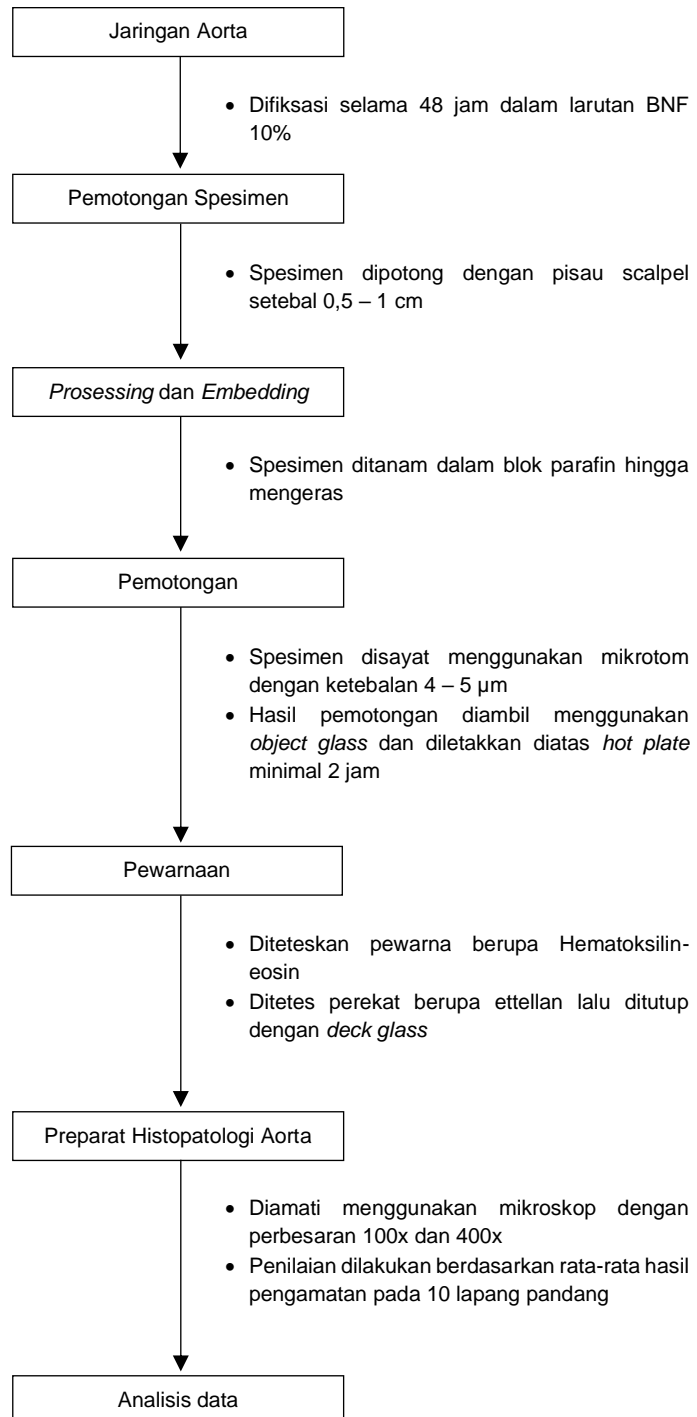 Jaringan Aorta
• Difiksasi selama 48 jam dalam larutan BNF
10%
Pemotongan Spesimen
• Spesimen dipotong dengan pisau scalpel
setebal 0,5 – 1 cm
Prosessing dan Embedding
• Spesimen ditanam dalam blok parafin hingga
mengeras
Pemotongan
• Spesimen disayat menggunakan mikrotom
dengan ketebalan 4 – 5 µm
• Hasil pemotongan diambil menggunakan
object glass dan diletakkan diatas hot plate
minimal 2 jam
Pewarnaan
• Diteteskan pewarna berupa Hematoksilin-
eosin
• Ditetes perekat berupa ettellan lalu ditutup
dengan deck glass
Preparat Histopatologi Aorta
• Diamati menggunakan mikroskop dengan
perbesaran 100x dan 400x
• Penilaian dilakukan berdasarkan rata-rata hasil
pengamatan pada 10 lapang pandang
Analisis data